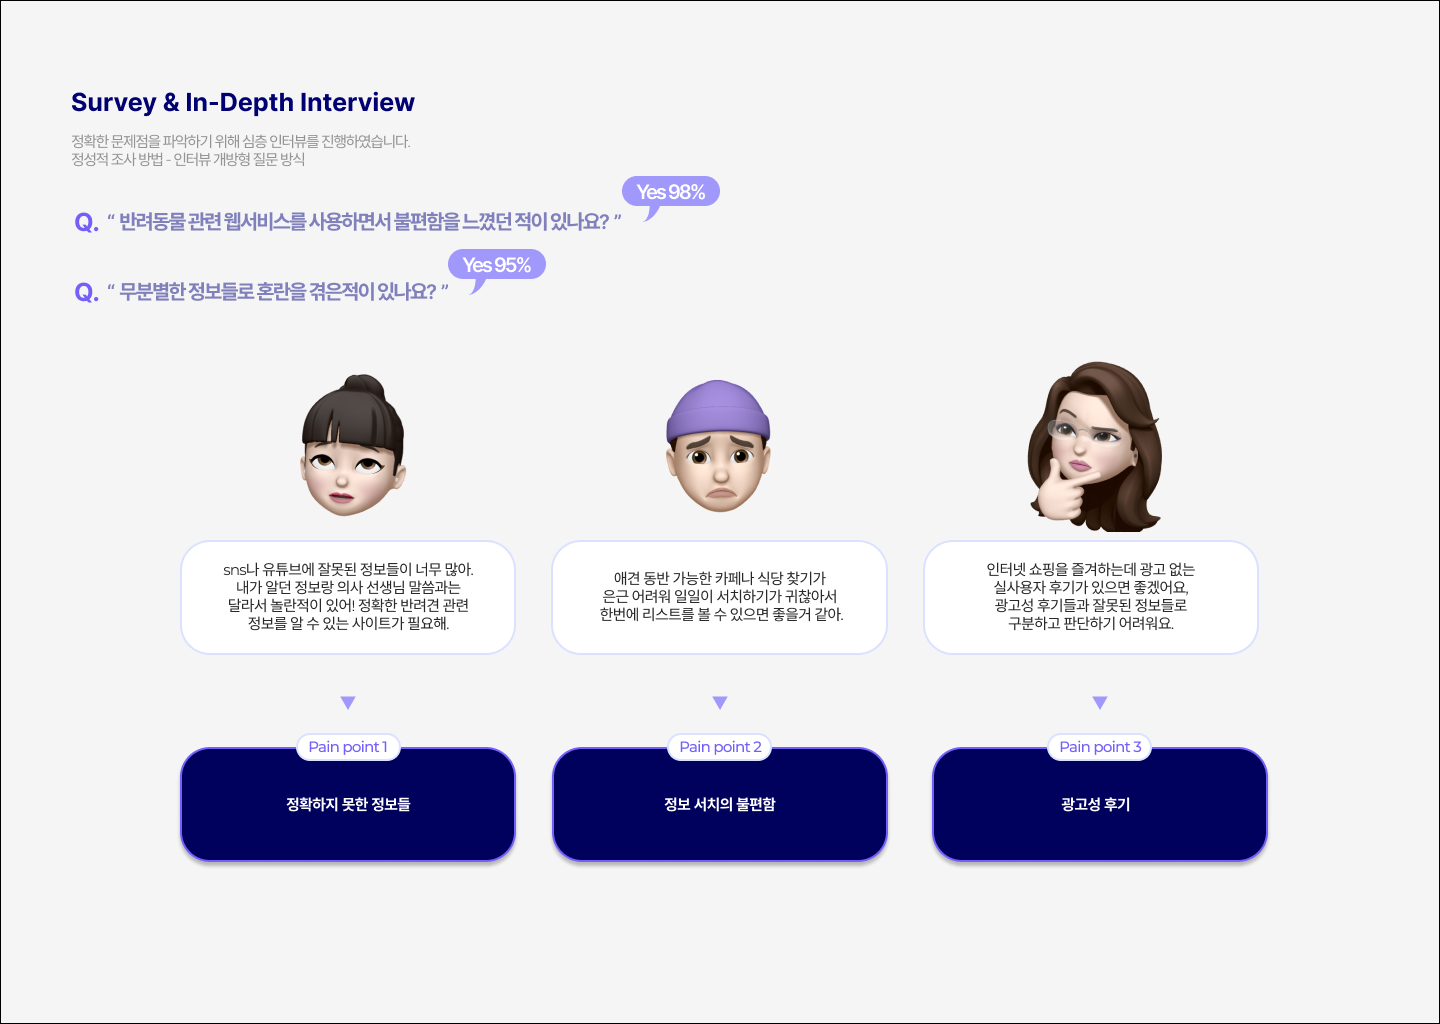 Survey & In-Depth Interview
정확한 문제점을 파악하기 위해 심층 인터뷰를 진행하였습니다.
정성적 조사 방법 - 인터뷰 개방형 질문 방식
Yes 98%
Q. “ 반려동물 관련 웹서비스를 사용하면서 불편함을 느꼈던 적이 있나요? ”
Yes 95%
Q. “ 무분별한 정보들로 혼란을 겪은적이 있나요? ”
sns나 유튜브에 잘못된 정보들이 너무 많아.
내가 알던 정보랑 의사 선생님 말씀과는
달라서 놀란적이 있어! 정확한 반려견 관련
정보를 알 수 있는 사이트가 필요해.
애견 동반 가능한 카페나 식당 찾기가
은근 어려워 일일이 서치하기가 귀찮아서
한번에 리스트를 볼 수 있으면 좋을거 같아.
인터넷 쇼핑을 즐겨하는데 광고 없는
실사용자 후기가 있으면 좋겠어요,
광고성 후기들과 잘못된 정보들로
구분하고 판단하기 어려워요.
Pain point 1
정확하지 못한 정보들
Pain point 2
정보 서치의 불편함
Pain point 3
광고성 후기